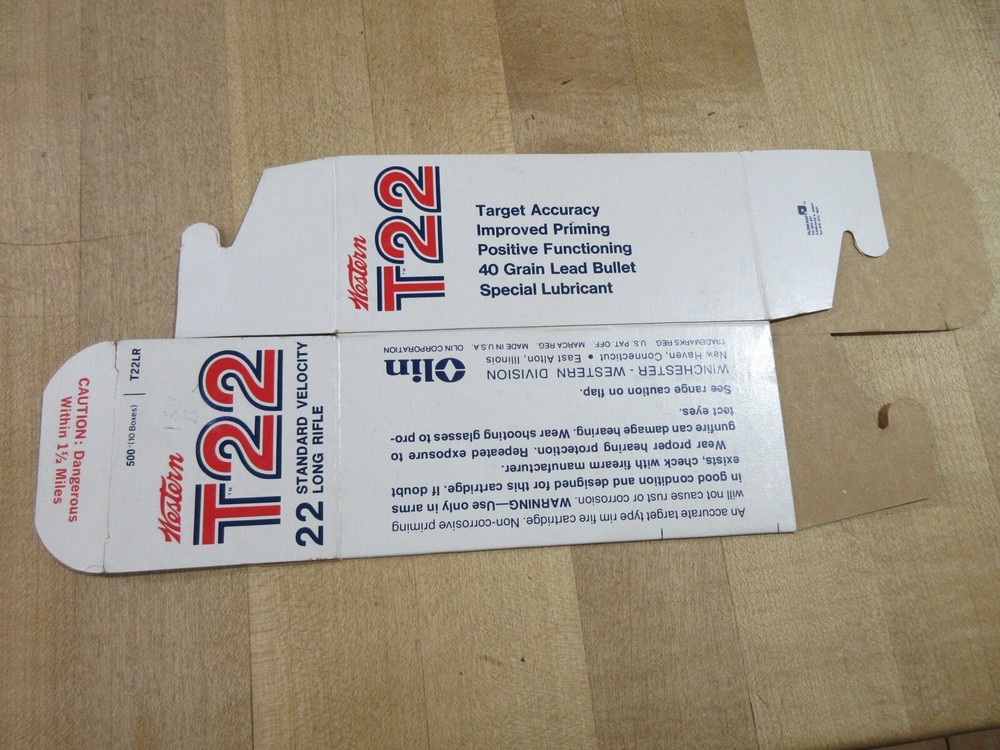 Western
T22
™
Target Accuracy
Improved Priming
Positive Functioning
40 Grain Lead Bullet
Special Lubricant
CAUTION: Dangerous
Within 1½ Miles
T22LR
500 (10 Boxes)
Western
T22
™
22 STANDARD VELOCITY
LONG RIFLE
An accurate target type rim fire cartridge. Non-corrosive priming
will not cause rust or corrosion. WARNING—Use only in arms
in good condition and designed for this cartridge. If doubt
exists, check with firearm manufacturer.
Wear proper hearing protection. Repeated exposure to
gunfire can damage hearing. Wear shooting glasses to pro-
tect eyes.
See range caution on flap.
WINCHESTER - WESTERN DIVISION
New Haven, Connecticut • East Alton, Illinois
Olin
TRADEMARKS REG. U.S. PAT. OFF. MARCA REG. MADE IN U.S.A. OLIN CORPORATION